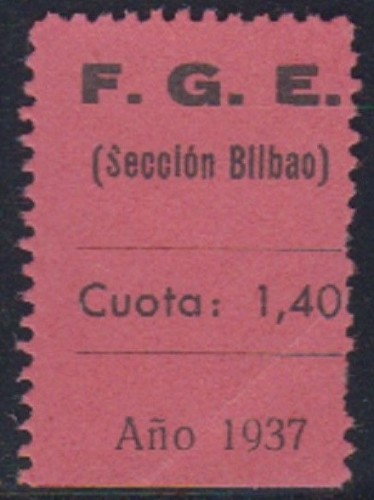 F. G. E.
(Sección Bilbao)
Cuota: 1,40
Año 1937